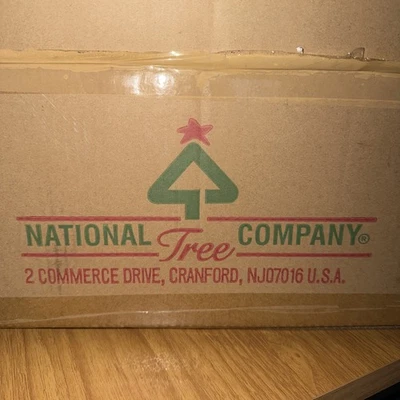 NATIONAL Tree COMPANY®
2 COMMERCE DRIVE, CRANFORD, NJ07016 U.S.A.